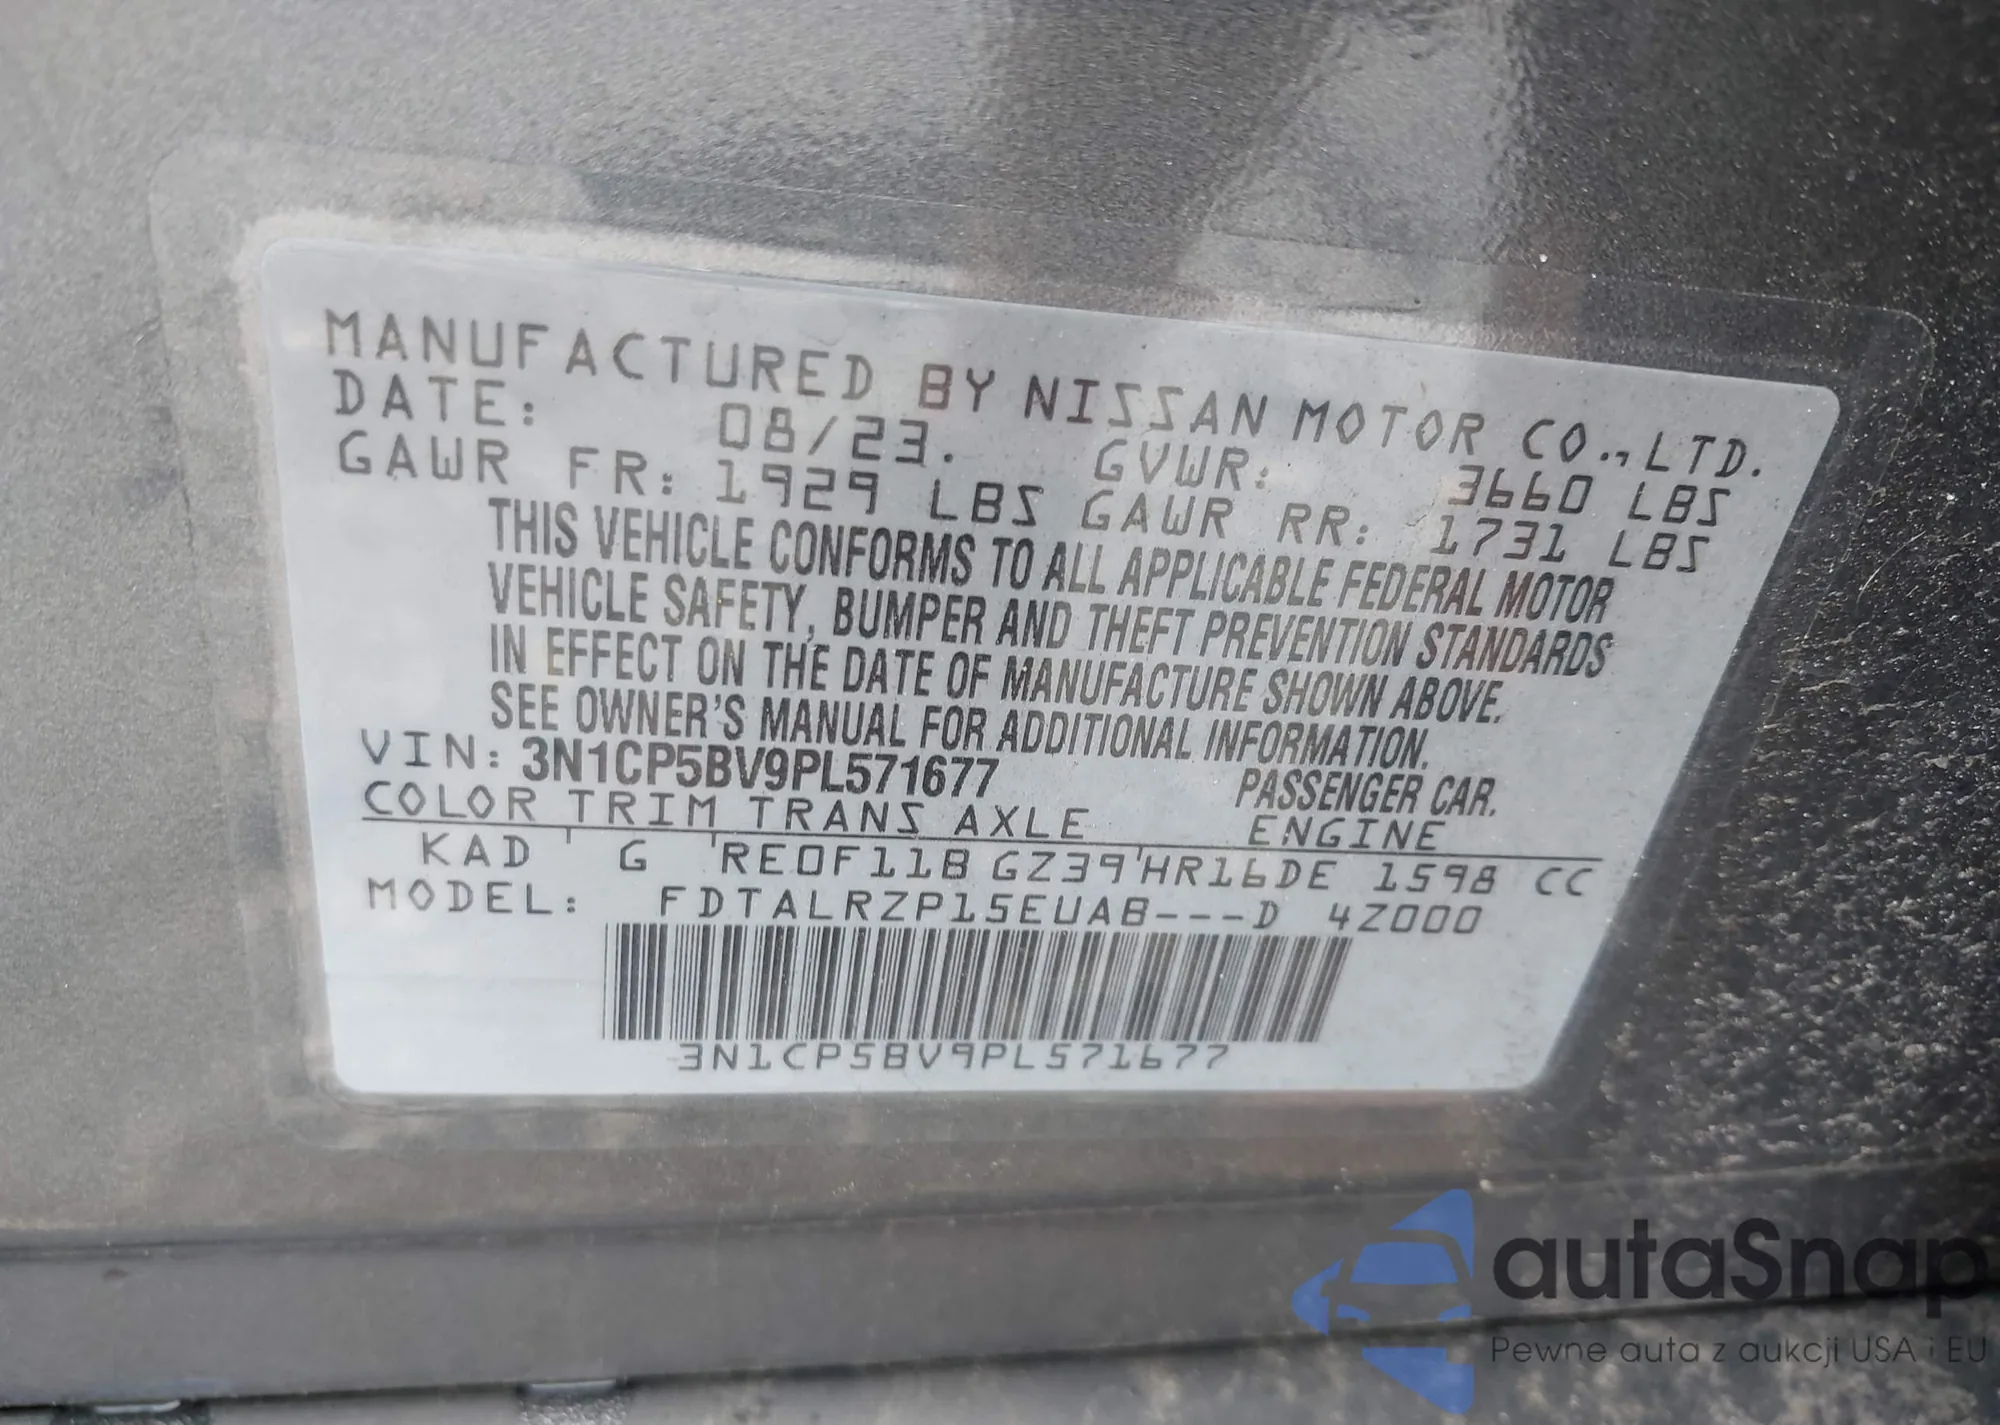 MANUFACTURED BY NISSAN MOTOR CO.,LTD.
DATE: 08/23. GVWR: 3660 LBS
GAWR FR: 1929 LBS GAWR RR: 1731 LBS
THIS VEHICLE CONFORMS TO ALL APPLICABLE FEDERAL MOTOR
VEHICLE SAFETY, BUMPER AND THEFT PREVENTION STANDARDS
IN EFFECT ON THE DATE OF MANUFACTURE SHOWN ABOVE.
SEE OWNER'S MANUAL FOR ADDITIONAL INFORMATION.
VIN: 3N1CP5BV9PL571677 PASSENGER CAR.
COLOR TRIM TRANS AXLE ENGINE
KAD G RE0F11B GZ39 HR16DE 1598 CC
MODEL: FDTALRZP15EUAB---D 4Z000
3N1CP5BV9PL571677
autaSnap
Pewne auta z aukcji USA i EU